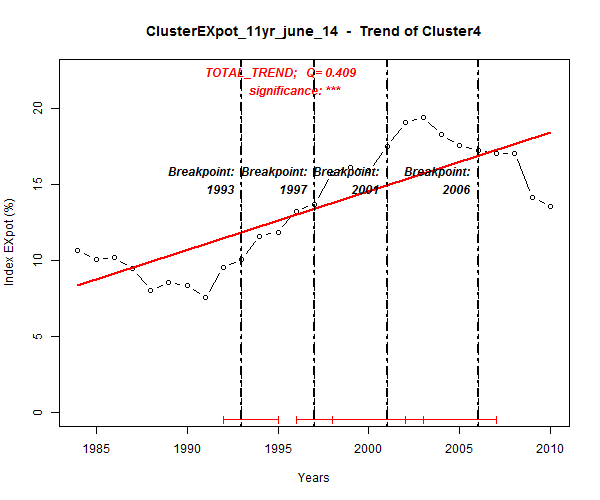 ClusterEXpot_11yr_june_14 - Trend of Cluster4
TOTAL_TREND; Q= 0.409
significance: ***
Breakpoint: Breakpoint: Breakpoint: Breakpoint:
1993 1997 2001 2006
Index EXpot (%)
20
15
10
5
0
1985 1990 1995 2000 2005 2010
Years